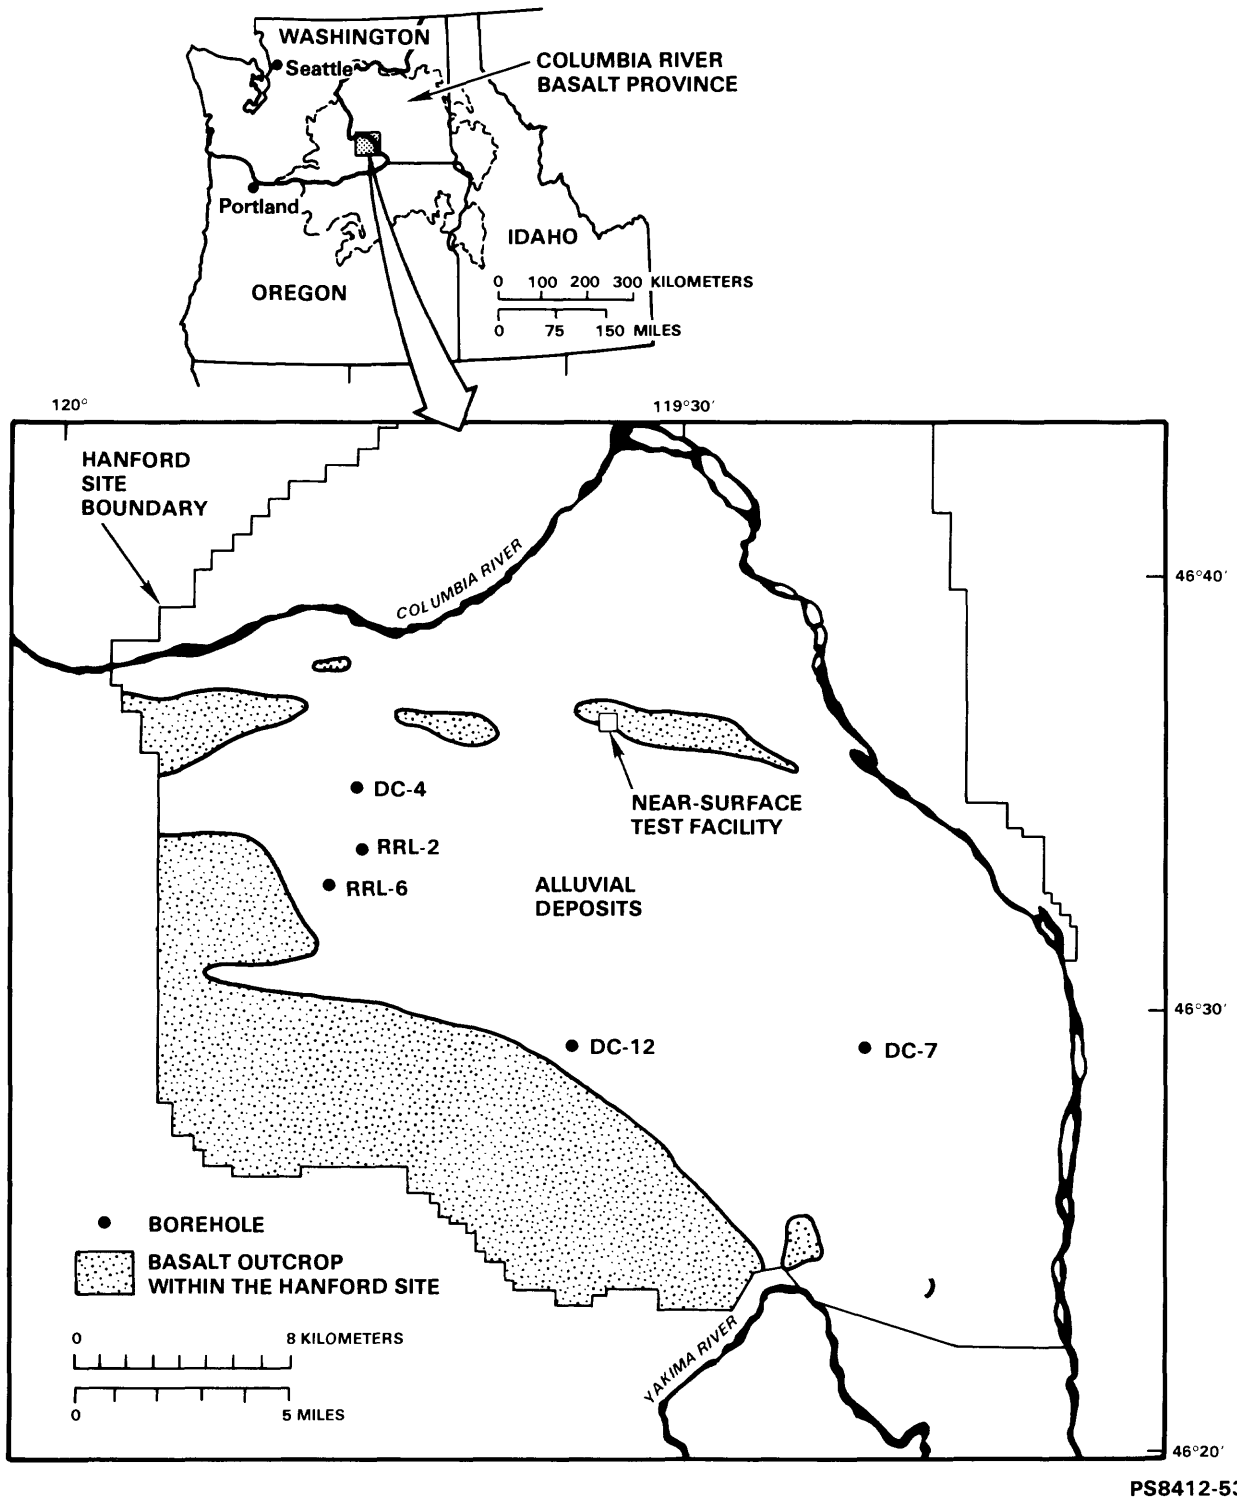 WASHINGTON
Seattle
COLUMBIA RIVER
BASALT PROVINCE
Portland
IDAHO
OREGON
0 100 200 300 KILOMETERS
0 75 150 MILES
120°
119°30'
HANFORD
SITE
BOUNDARY
COLUMBIA RIVER
46°40'
DC-4
NEAR-SURFACE
TEST FACILITY
RRL-2
RRL-6
ALLUVIAL
DEPOSITS
46°30'
DC-12
DC-7
BOREHOLE
BASALT OUTCROP
WITHIN THE HANFORD SITE
0 8 KILOMETERS
0 5 MILES
YAKIMA RIVER
46°20'
PS8412-53